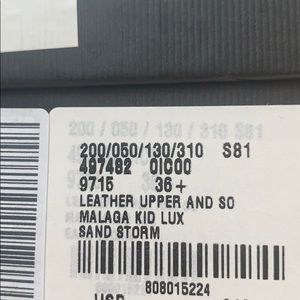 200/050/130/310 S81
200/050/130/310 S81
497482 0IC00
9715 36+
LEATHER UPPER AND SO
MALAGA KID LUX
SAND STORM
808015224